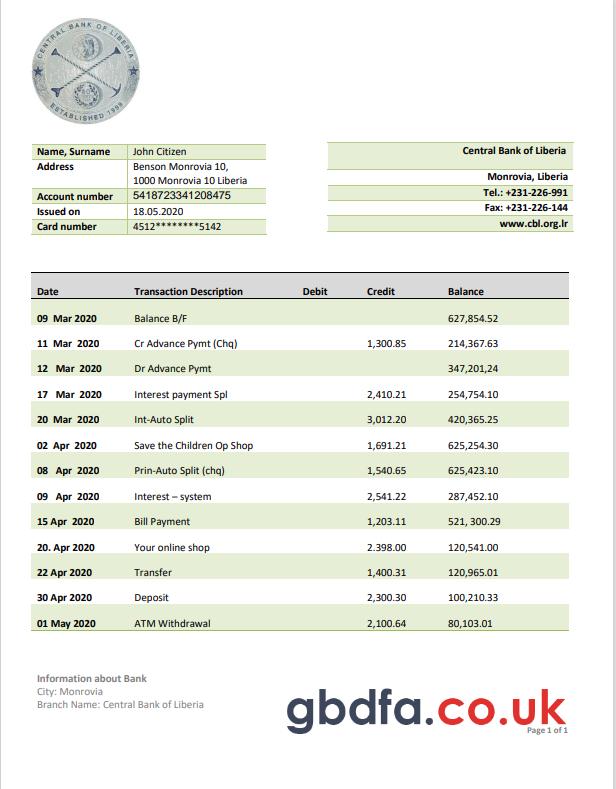 CENTRAL BANK OF LIBERIA
ESTABLISHED 1999
Name, Surname John Citizen
Address Benson Monrovia 10,
1000 Monrovia 10 Liberia
Account number 5418723341208475
Issued on 18.05.2020
Card number 4512********5142
Central Bank of Liberia
Monrovia, Liberia
Tel.: +231-226-991
Fax: +231-226-144
www.cbl.org.lr
Date Transaction Description Debit Credit Balance
09 Mar 2020 Balance B/F 627,854.52
11 Mar 2020 Cr Advance Pymt (Chq) 1,300.85 214,367.63
12 Mar 2020 Dr Advance Pymt 347,201,24
17 Mar 2020 Interest payment Spl 2,410.21 254,754.10
20 Mar 2020 Int-Auto Split 3,012.20 420,365.25
02 Apr 2020 Save the Children Op Shop 1,691.21 625,254.30
08 Apr 2020 Prin-Auto Split (chq) 1,540.65 625,423.10
09 Apr 2020 Interest – system 2,541.22 287,452.10
15 Apr 2020 Bill Payment 1,203.11 521, 300.29
20. Apr 2020 Your online shop 2.398.00 120,541.00
22 Apr 2020 Transfer 1,400.31 120,965.01
30 Apr 2020 Deposit 2,300.30 100,210.33
01 May 2020 ATM Withdrawal 2,100.64 80,103.01
Information about Bank
City: Monrovia
Branch Name: Central Bank of Liberia
gbdfa.co.uk
Page 1 of 1